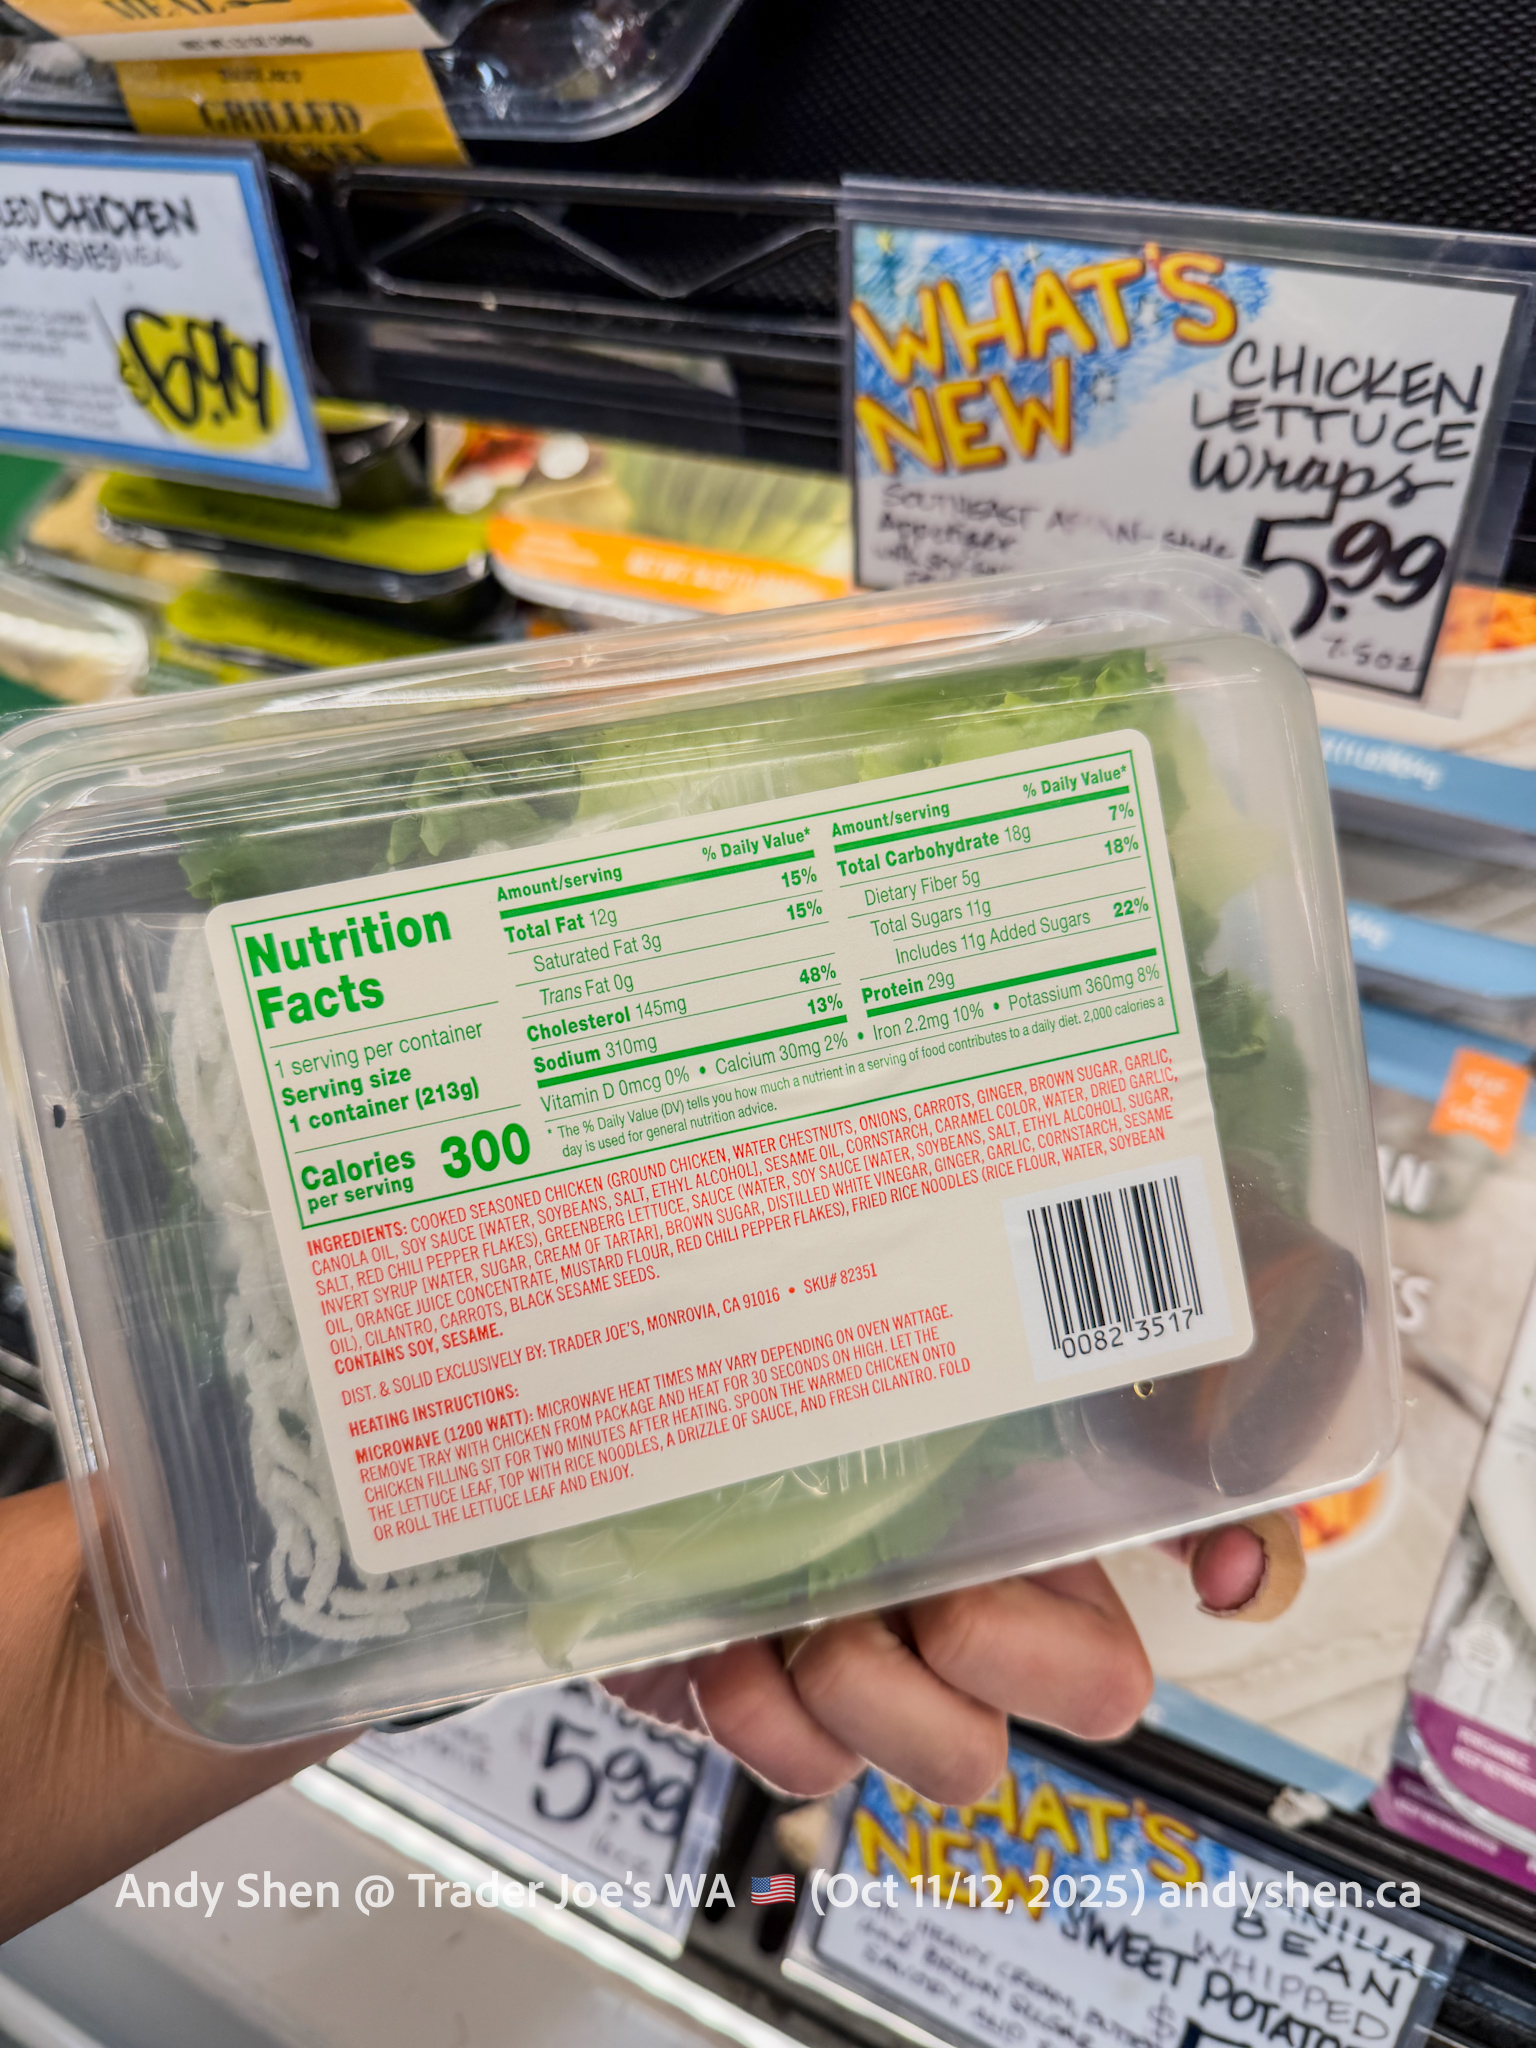 MEAL
GRILLED
CHICKEN
6.99
WHAT'S
NEW
CHICKEN
LETTUCE
Wraps
SOUTHEAST
Appetizer
5.99
7.5 oz
Nutrition
Facts
1 serving per container
Serving size
1 container (213g)
Calories 300
per serving
Amount/serving % Daily Value*
Total Fat 12g 15%
Saturated Fat 3g 15%
Trans Fat 0g
Cholesterol 145mg 48%
Sodium 310mg 13%
Amount/serving % Daily Value*
Total Carbohydrate 18g 7%
Dietary Fiber 5g 18%
Total Sugars 11g
Includes 11g Added Sugars 22%
Protein 29g
Vitamin D 0mcg 0% • Calcium 30mg 2% • Iron 2.2mg 10% • Potassium 360mg 8%
* The % Daily Value (DV) tells you how much a nutrient in a serving of food contributes to a daily diet. 2,000 calories a
day is used for general nutrition advice.
INGREDIENTS: COOKED SEASONED CHICKEN (GROUND CHICKEN, WATER CHESTNUTS, ONIONS, CARROTS, GINGER, BROWN SUGAR, GARLIC,
CANOLA OIL, SOY SAUCE [WATER, SOYBEANS, SALT, ETHYL ALCOHOL], SESAME OIL, CORNSTARCH, CARAMEL COLOR, WATER, DRIED GARLIC,
SALT, RED CHILI PEPPER FLAKES), GREENBERG LETTUCE, SAUCE (WATER, SOY SAUCE [WATER, SOYBEANS, SALT, ETHYL ALCOHOL], SUGAR,
INVERT SYRUP [WATER, SUGAR, CREAM OF TARTAR], BROWN SUGAR, DISTILLED WHITE VINEGAR, GINGER, GARLIC, CORNSTARCH, SESAME
OIL, ORANGE JUICE CONCENTRATE, MUSTARD FLOUR, RED CHILI PEPPER FLAKES), FRIED RICE NOODLES (RICE FLOUR, WATER, SOYBEAN
OIL), CILANTRO, CARROTS, BLACK SESAME SEEDS.
CONTAINS SOY, SESAME.
DIST. & SOLD EXCLUSIVELY BY: TRADER JOE'S, MONROVIA, CA 91016 • SKU# 82351
HEATING INSTRUCTIONS:
MICROWAVE (1200 WATT): MICROWAVE HEAT TIMES MAY VARY DEPENDING ON OVEN WATTAGE.
REMOVE TRAY WITH CHICKEN FROM PACKAGE AND HEAT FOR 30 SECONDS ON HIGH. LET THE
CHICKEN FILLING SIT FOR TWO MINUTES AFTER HEATING. SPOON THE WARMED CHICKEN ONTO
THE LETTUCE LEAF, TOP WITH RICE NOODLES, A DRIZZLE OF SAUCE, AND FRESH CILANTRO. FOLD
OR ROLL THE LETTUCE LEAF AND ENJOY.
0082 3517
5.99
WHAT'S
NEW
VANILLA
BEAN
WHIPPED
SWEET POTATO
Andy Shen @ Trader Joe's WA 🇺🇸 (Oct 11/12, 2025) andyshen.ca